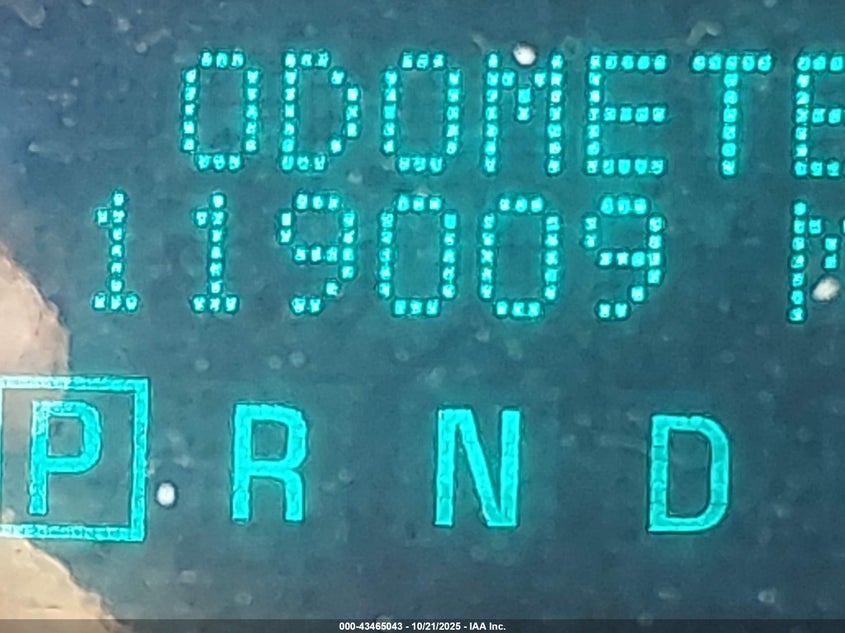 ODOMETE
119009 M
P R N D
000-43465043 - 10/21/2025 - IAA Inc.